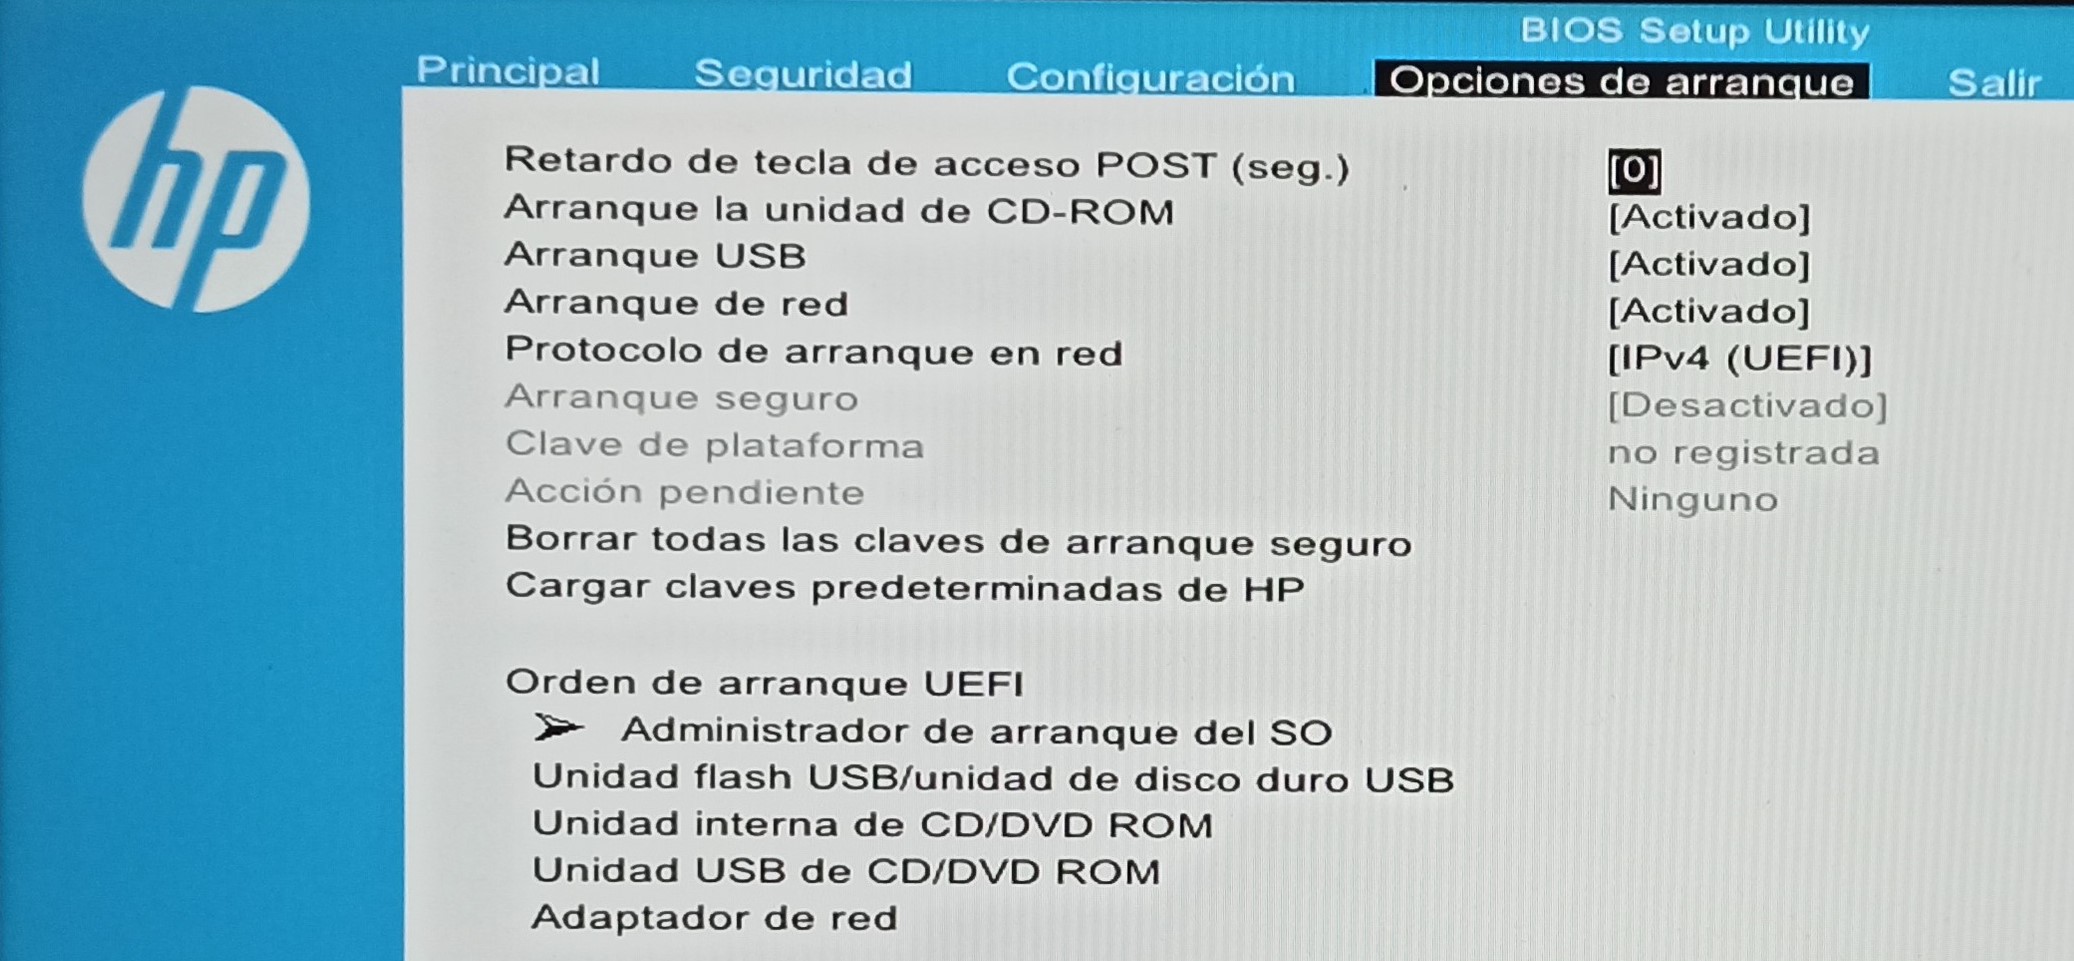 hp
BIOS Setup Utility
Principal Seguridad Configuración Opciones de arranque Salir
Retardo de tecla de acceso POST (seg.) [0]
Arranque la unidad de CD-ROM [Activado]
Arranque USB [Activado]
Arranque de red [Activado]
Protocolo de arranque en red [IPv4 (UEFI)]
Arranque seguro [Desactivado]
Clave de plataforma no registrada
Acción pendiente Ninguno
Borrar todas las claves de arranque seguro
Cargar claves predeterminadas de HP
Orden de arranque UEFI
Administrador de arranque del SO
Unidad flash USB/unidad de disco duro USB
Unidad interna de CD/DVD ROM
Unidad USB de CD/DVD ROM
Adaptador de red